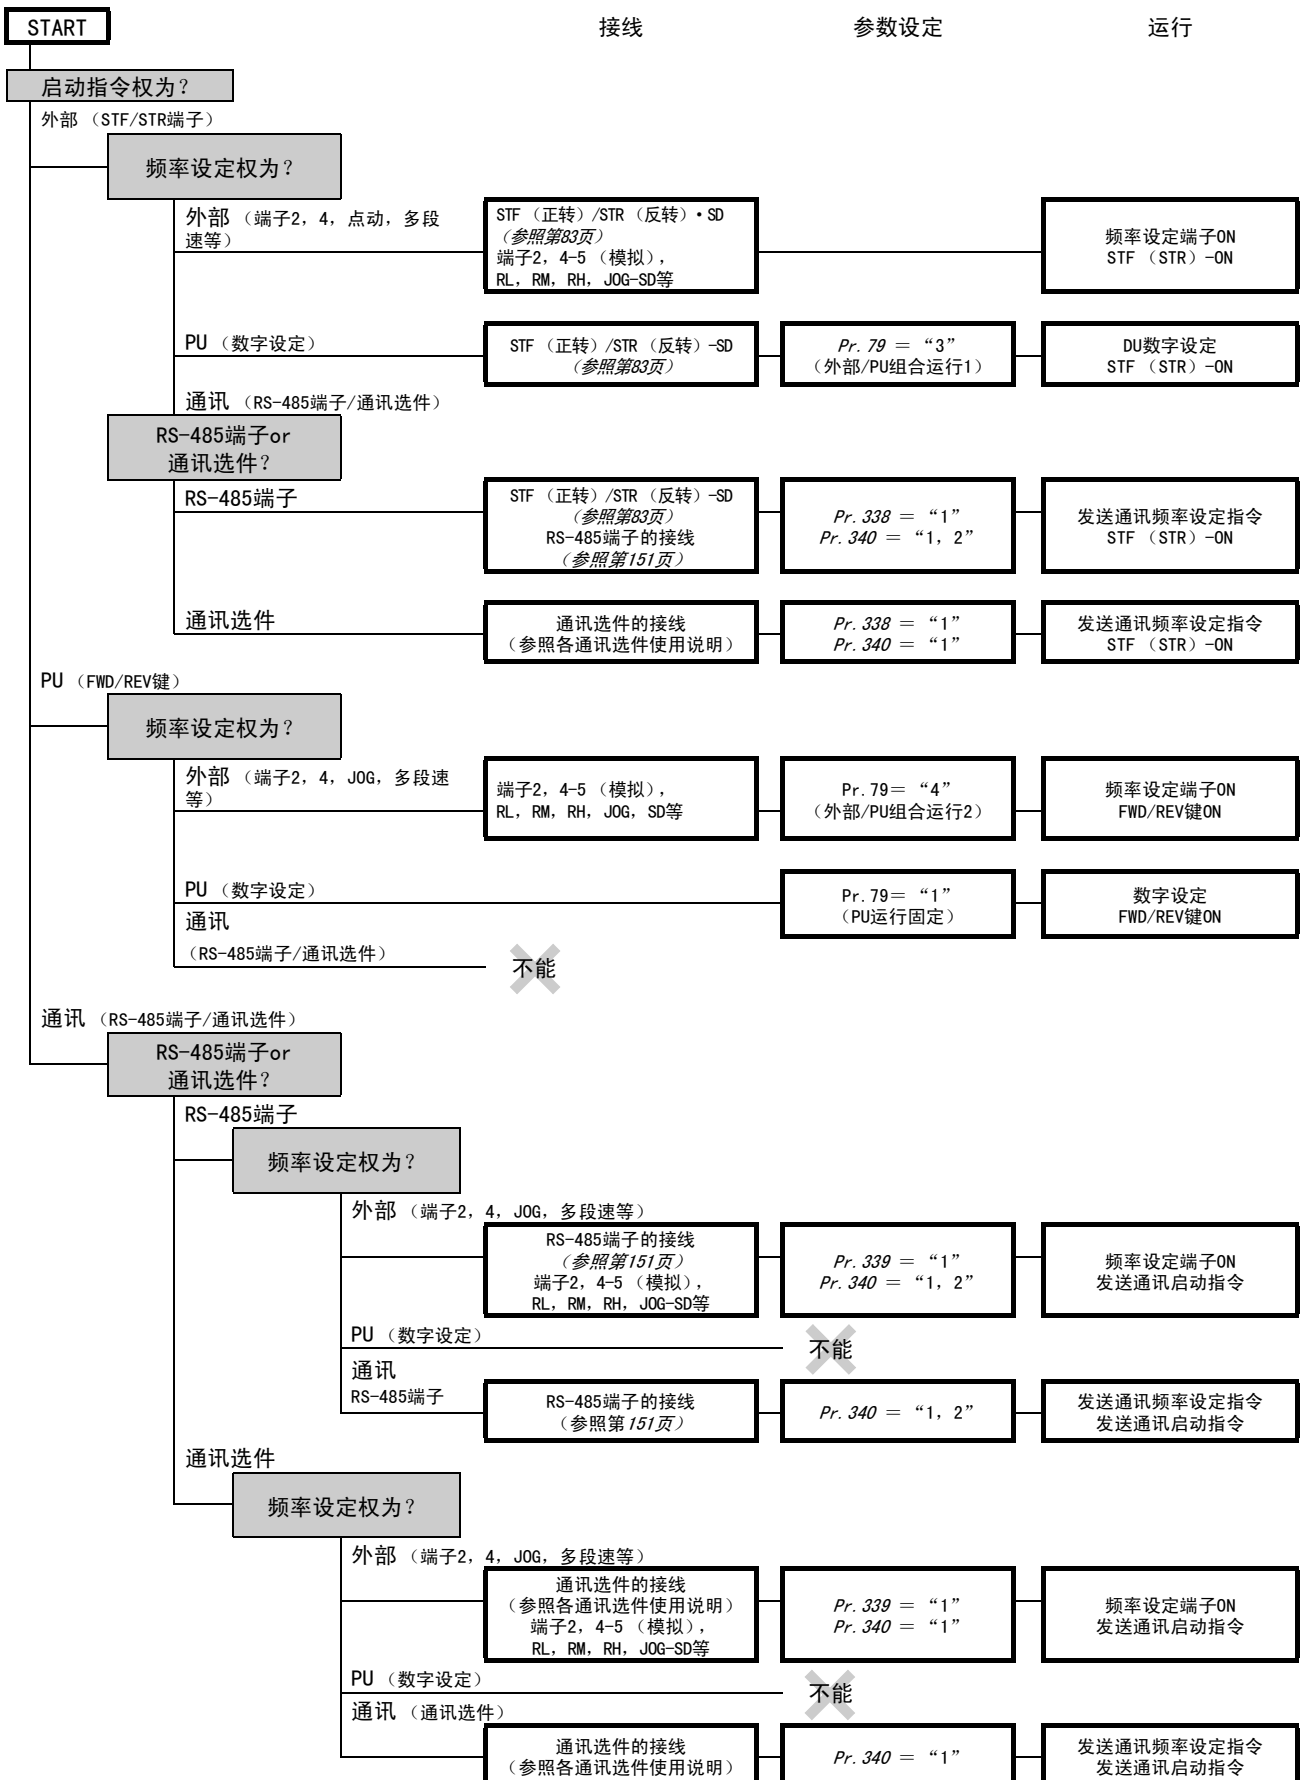 START
接线
参数设定
运行
启动指令权为？
外部（STF/STR端子）
频率设定权为？
外部（端子2，4，点动，多段
速等）
STF（正转）/STR（反转）•SD
（参照第83页）
端子2，4-5（模拟），
RL，RM，RH，JOG-SD等
频率设定端子ON
STF（STR）-ON
PU（数字设定）
STF（正转）/STR（反转）-SD
（参照第83页）
Pr.79 ＝ “3”
（外部/PU组合运行1）
DU数字设定
STF（STR）-ON
通讯（RS-485端子/通讯选件）
RS-485端子or
通讯选件？
RS-485端子
STF（正转）/STR（反转）-SD
（参照第83页）
RS-485端子的接线
（参照第151页）
Pr.338 ＝ “1”
Pr.340 ＝ “1，2”
发送通讯频率设定指令
STF（STR）-ON
通讯选件
通讯选件的接线
（参照各通讯选件使用说明）
Pr.338 ＝ “1”
Pr.340 ＝ “1”
发送通讯频率设定指令
STF（STR）-ON
PU（FWD/REV键）
频率设定权为？
外部（端子2，4，JOG，多段速
等）
端子2，4-5（模拟），
RL，RM，RH，JOG，SD等
Pr.79＝ “4”
（外部/PU组合运行2）
频率设定端子ON
FWD/REV键ON
PU（数字设定）
Pr.79＝ “1”
（PU运行固定）
数字设定
FWD/REV键ON
通讯
（RS-485端子/通讯选件）
不能
通讯（RS-485端子/通讯选件）
RS-485端子or
通讯选件？
RS-485端子
频率设定权为？
外部（端子2，4，JOG，多段速等）
RS-485端子的接线
（参照第151页）
端子2，4-5（模拟），
RL，RM，RH，JOG-SD等
Pr.339 ＝ “1”
Pr.340 ＝ “1，2”
频率设定端子ON
发送通讯启动指令
PU（数字设定）
不能
通讯
RS-485端子
RS-485端子的接线
（参照第151页）
Pr.340 ＝ “1，2”
发送通讯频率设定指令
发送通讯启动指令
通讯选件
频率设定权为？
外部（端子2，4，JOG，多段速等）
通讯选件的接线
（参照各通讯选件使用说明）
端子2，4-5（模拟），
RL，RM，RH，JOG-SD等
Pr.339 ＝ “1”
Pr.340 ＝ “1”
频率设定端子ON
发送通讯启动指令
PU（数字设定）
不能
通讯（通讯选件）
通讯选件的接线
（参照各通讯选件使用说明）
Pr.340 ＝ “1”
发送通讯频率设定指令
发送通讯启动指令